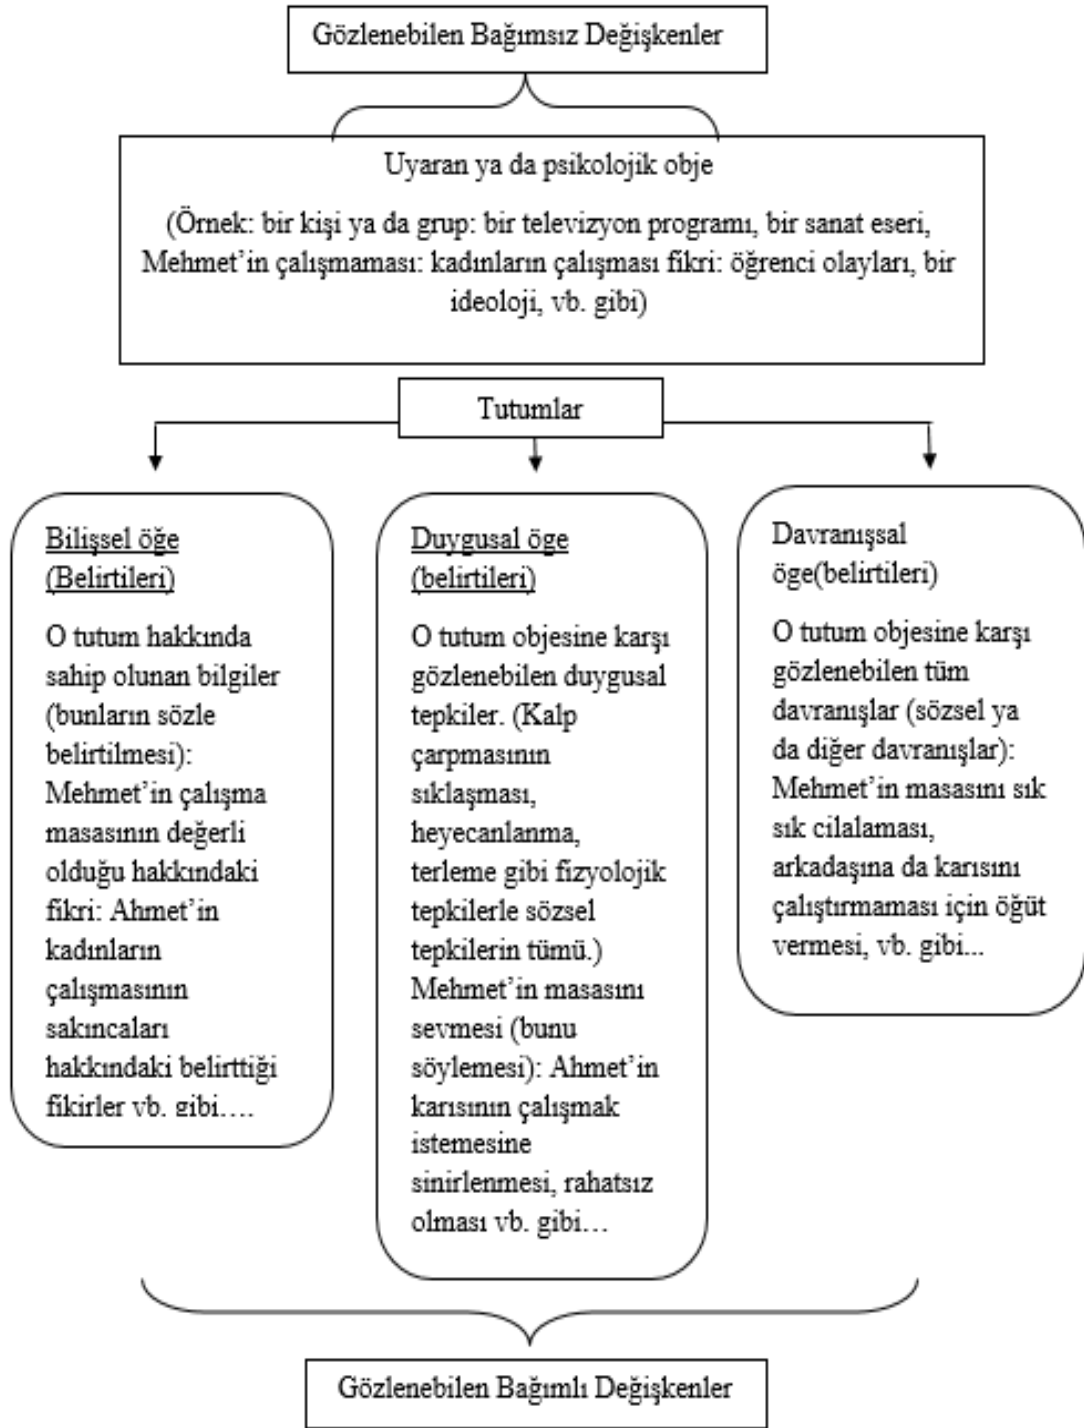 Gözlenebilen Bağımsız Değişkenler
Uyaran ya da psikolojik obje
(Örnek: bir kişi ya da grup: bir televizyon programı, bir sanat eseri,
Mehmet’in çalışmaması: kadınların çalışması fikri: öğrenci olayları, bir
ideoloji, vb. gibi)
Tutumlar
Bilişsel öğe
(Belirtileri)
O tutum hakkında
sahip olunan bilgiler
(bunların sözle
belirtilmesi):
Mehmet’in çalışma
masasının değerli
olduğu hakkındaki
fikri: Ahmet’in
kadınların
çalışmasının
sakıncaları
hakkındaki belirttiği
fikirler vb. gibi….
Duygusal öge
(belirtileri)
O tutum objesine karşı
gözlenebilen duygusal
tepkiler. (Kalp
çarpmasının
sıklaşması,
heyecanlanma,
terleme gibi fizyolojik
tepkilerle sözsel
tepkilerin tümü.)
Mehmet’in masasını
sevmesi (bunu
söylemesi): Ahmet’in
karısının çalışmak
istemesine
sinirlenmesi, rahatsız
olması vb. gibi…
Davranışsal
öge(belirtileri)
O tutum objesine karşı
gözlenebilen tüm
davranışlar (sözsel ya
da diğer davranışlar):
Mehmet’in masasını sık
sık cilalaması,
arkadaşına da karısını
çalıştırmaması için öğüt
vermesi, vb. gibi...
Gözlenebilen Bağımlı Değişkenler